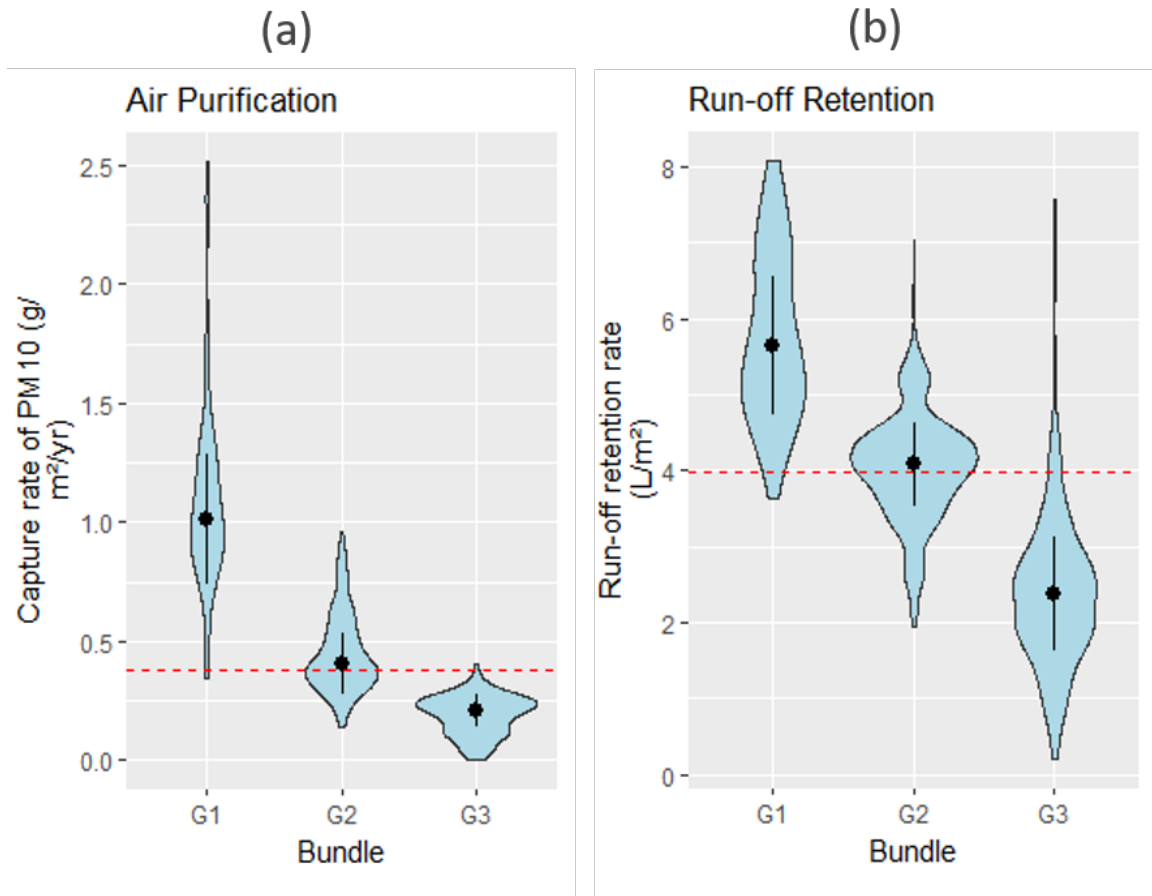 (a)
Air Purification
Capture rate of PM10 (g/
m²/yr)
2.5
2.0
1.5
1.0
0.5
0.0
G1 G2 G3
Bundle
(b)
Run-off Retention
Run-off retention rate
(L/m²)
8
6
4
2
0
G1 G2 G3
Bundle